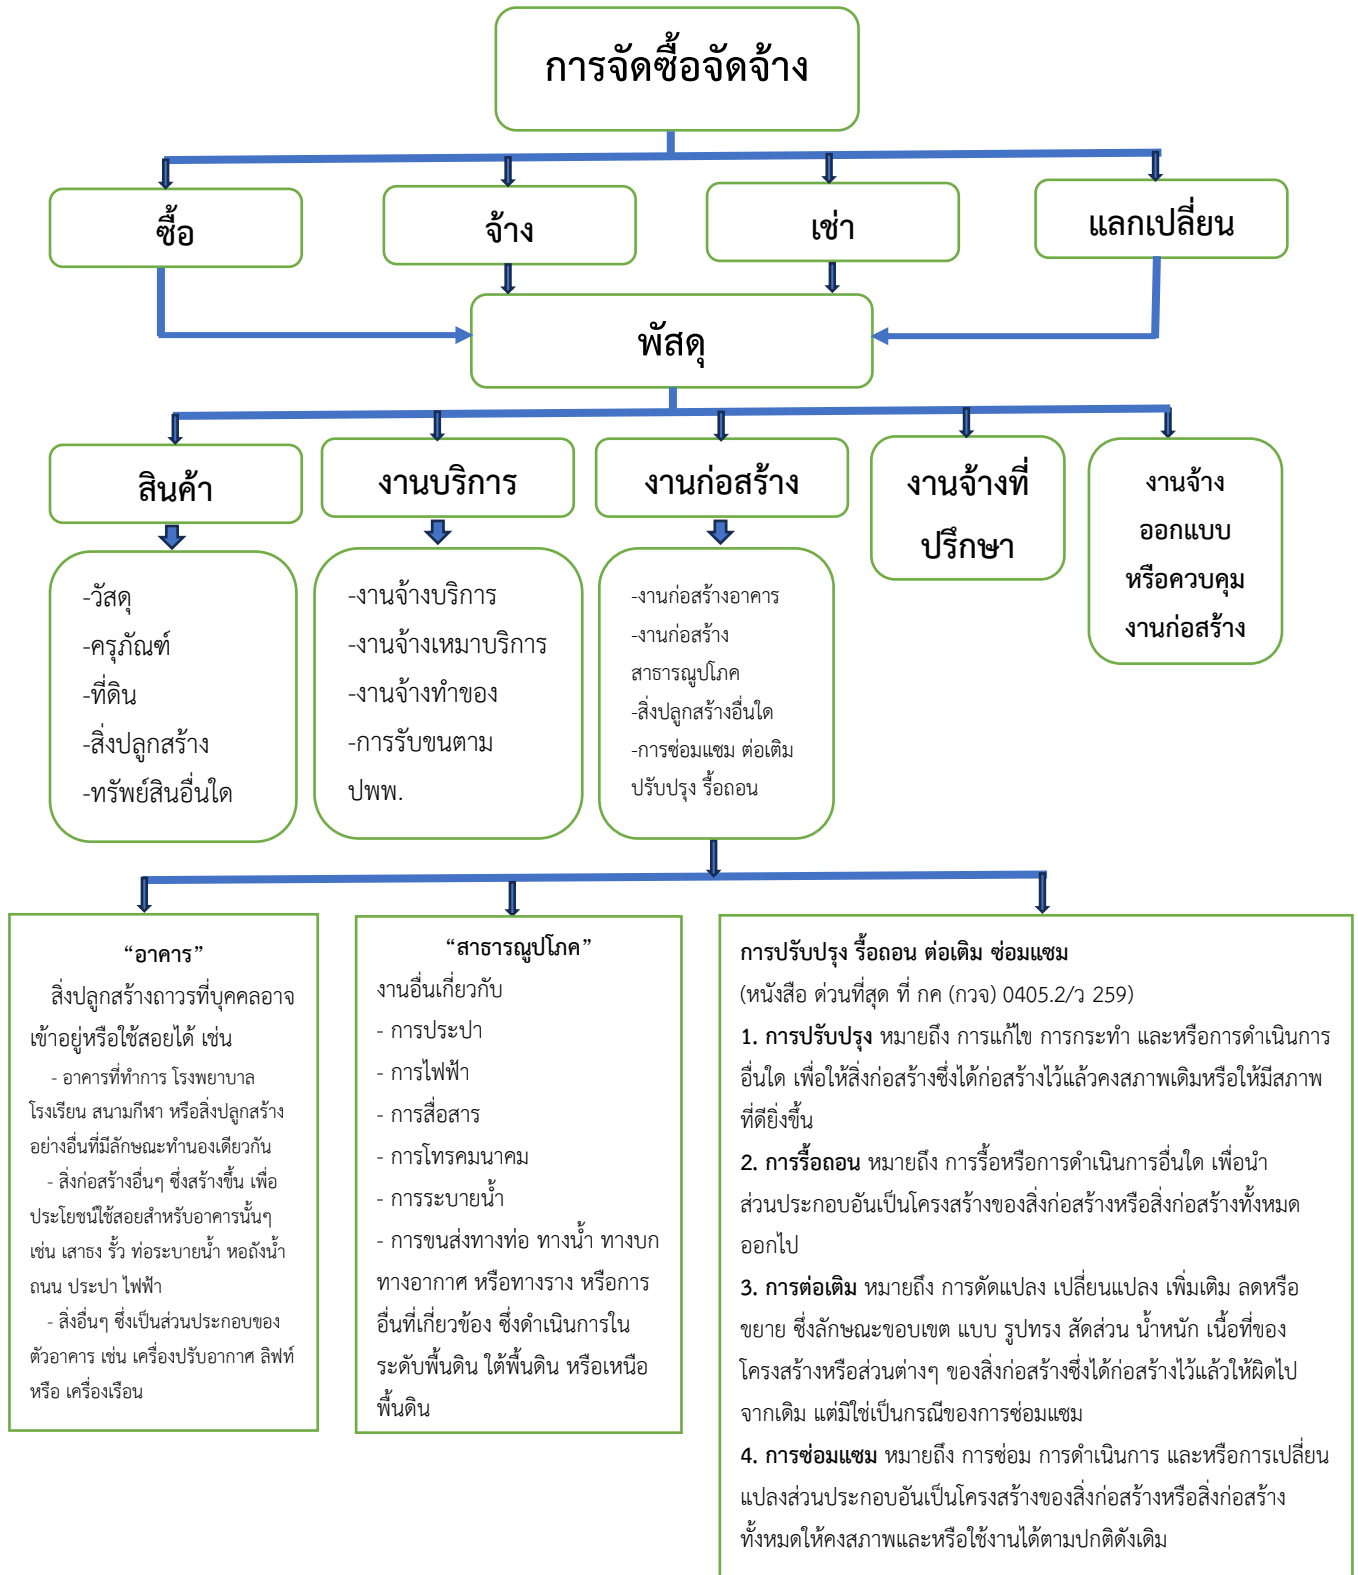 การจัดซื้อจัดจ้าง
ซื้อ
จ้าง
เช่า
แลกเปลี่ยน
พัสดุ
สินค้า
งานบริการ
งานก่อสร้าง
งานจ้างที่
ปรึกษา
งานจ้าง
ออกแบบ
หรือควบคุม
งานก่อสร้าง
-วัสดุ
-ครุภัณฑ์
-ที่ดิน
-สิ่งปลูกสร้าง
-ทรัพย์สินอื่นใด
-งานจ้างบริการ
-งานจ้างเหมาบริการ
-งานจ้างทำของ
-การรับขนตาม
ปพพ.
-งานก่อสร้างอาคาร
-งานก่อสร้าง
สาธารณูปโภค
-สิ่งปลูกสร้างอื่นใด
-การซ่อมแซม ต่อเติม
ปรับปรุง รื้อถอน
“อาคาร”
สิ่งปลูกสร้างถาวรที่บุคคลอาจ
เข้าอยู่หรือใช้สอยได้ เช่น
- อาคารที่ทำการ โรงพยาบาล
โรงเรียน สนามกีฬา หรือสิ่งปลูกสร้าง
อย่างอื่นที่มีลักษณะทำนองเดียวกัน
- สิ่งก่อสร้างอื่นๆ ซึ่งสร้างขึ้น เพื่อ
ประโยชน์ใช้สอยสำหรับอาคารนั้นๆ
เช่น เสาธง รั้ว ท่อระบายน้ำ หอถังน้ำ
ถนน ประปา ไฟฟ้า
- สิ่งอื่นๆ ซึ่งเป็นส่วนประกอบของ
ตัวอาคาร เช่น เครื่องปรับอากาศ ลิฟท์
หรือ เครื่องเรือน
“สาธารณูปโภค”
งานอื่นเกี่ยวกับ
- การประปา
- การไฟฟ้า
- การสื่อสาร
- การโทรคมนาคม
- การระบายน้ำ
- การขนส่งทางท่อ ทางน้ำ ทางบก
ทางอากาศ หรือทางราง หรือการ
อื่นที่เกี่ยวข้อง ซึ่งดำเนินการใน
ระดับพื้นดิน ใต้พื้นดิน หรือเหนือ
พื้นดิน
การปรับปรุง รื้อถอน ต่อเติม ซ่อมแซม
(หนังสือ ด่วนที่สุด ที่ กค (กวจ) 0405.2/ว 259)
1. การปรับปรุง หมายถึง การแก้ไข การกระทำ และหรือการดำเนินการ
อื่นใด เพื่อให้สิ่งก่อสร้างซึ่งได้ก่อสร้างไว้แล้วคงสภาพเดิมหรือให้มีสภาพ
ที่ดียิ่งขึ้น
2. การรื้อถอน หมายถึง การรื้อหรือการดำเนินการอื่นใด เพื่อนำ
ส่วนประกอบอันเป็นโครงสร้างของสิ่งก่อสร้างหรือสิ่งก่อสร้างทั้งหมด
ออกไป
3. การต่อเติม หมายถึง การดัดแปลง เปลี่ยนแปลง เพิ่มเติม ลดหรือ
ขยาย ซึ่งลักษณะขอบเขต แบบ รูปทรง สัดส่วน น้ำหนัก เนื้อที่ของ
โครงสร้างหรือส่วนต่างๆ ของสิ่งก่อสร้างซึ่งได้ก่อสร้างไว้แล้วให้ผิดไป
จากเดิม แต่มิใช่เป็นกรณีของการซ่อมแซม
4. การซ่อมแซม หมายถึง การซ่อม การดำเนินการ และหรือการเปลี่ยน
แปลงส่วนประกอบอันเป็นโครงสร้างของสิ่งก่อสร้างหรือสิ่งก่อสร้าง
ทั้งหมดให้คงสภาพและหรือใช้งานได้ตามปกติดังเดิม